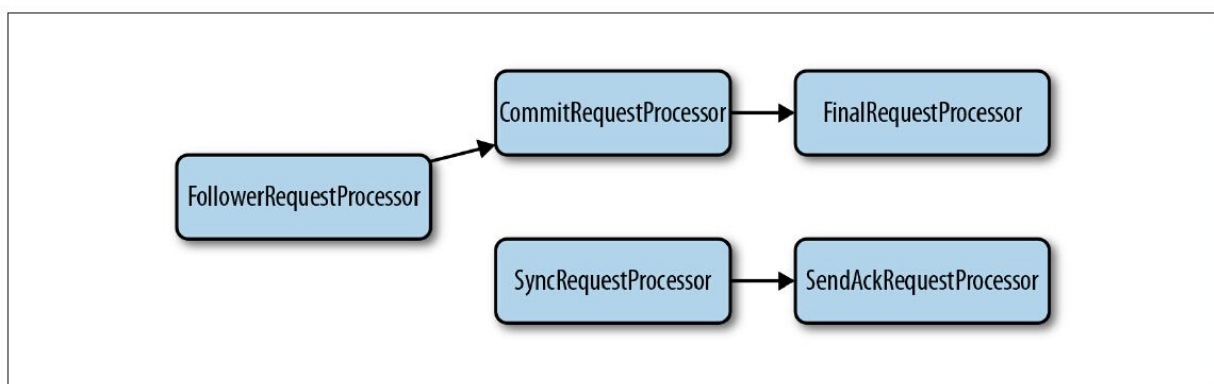 CommitRequestProcessor
FinalRequestProcessor
FollowerRequestProcessor
SyncRequestProcessor
SendAckRequestProcessor